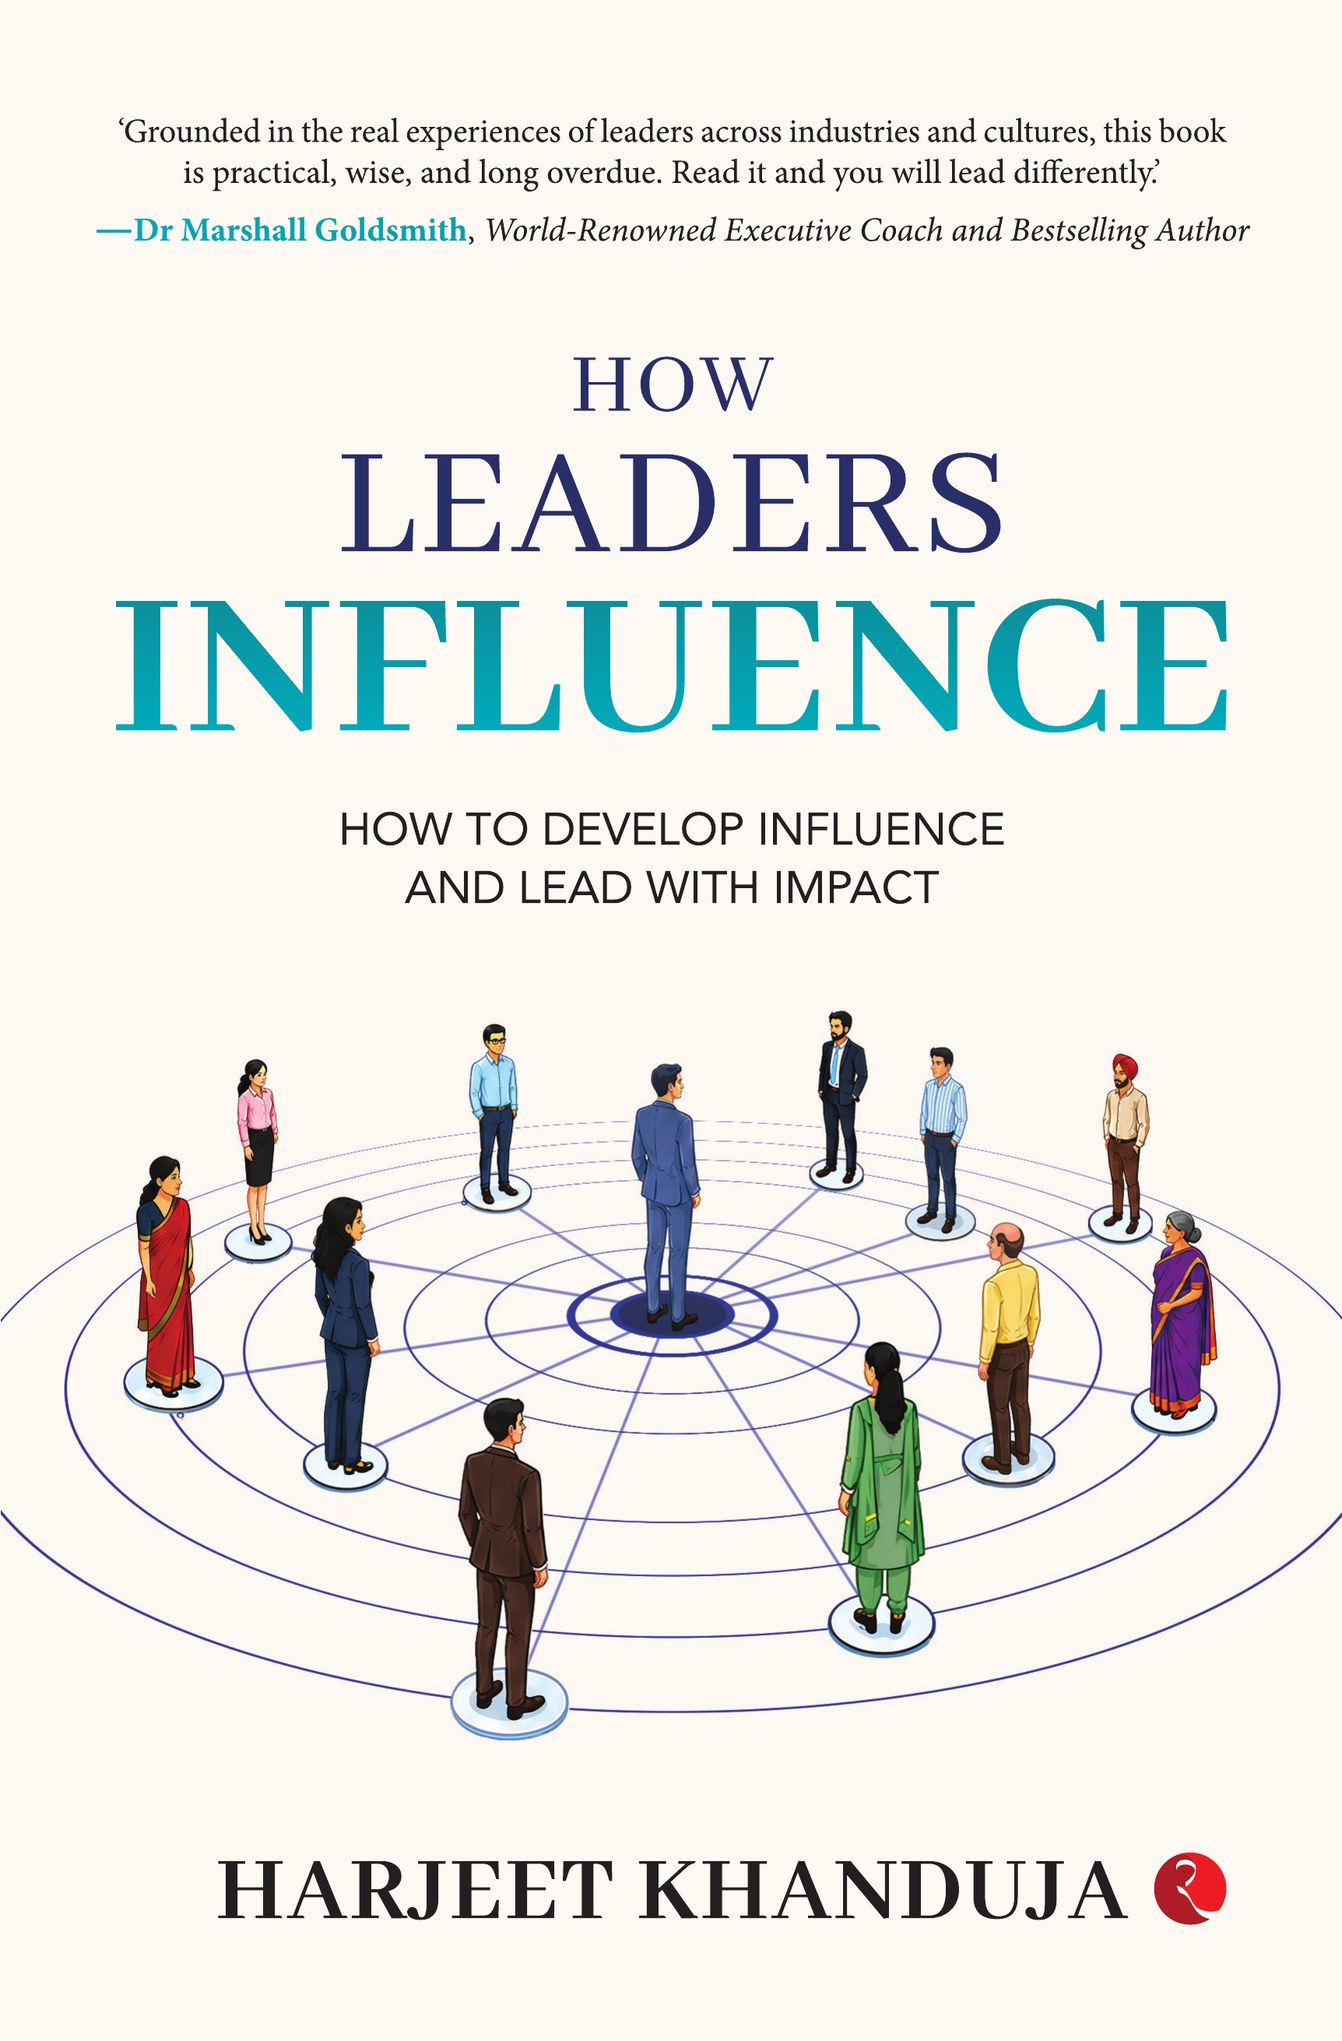 ‘Grounded in the real experiences of leaders across industries and cultures, this book
is practical, wise, and long overdue. Read it and you will lead differently.’
—Dr Marshall Goldsmith, World-Renowned Executive Coach and Bestselling Author
HOW
LEADERS
INFLUENCE
HOW TO DEVELOP INFLUENCE
AND LEAD WITH IMPACT
HARJEET KHANDUJA